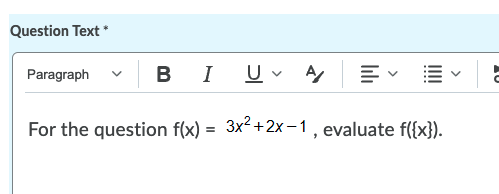 Question Text *
Paragraph B I U A
For the question f(x) = 3x²+2x−1 , evaluate f({x}).